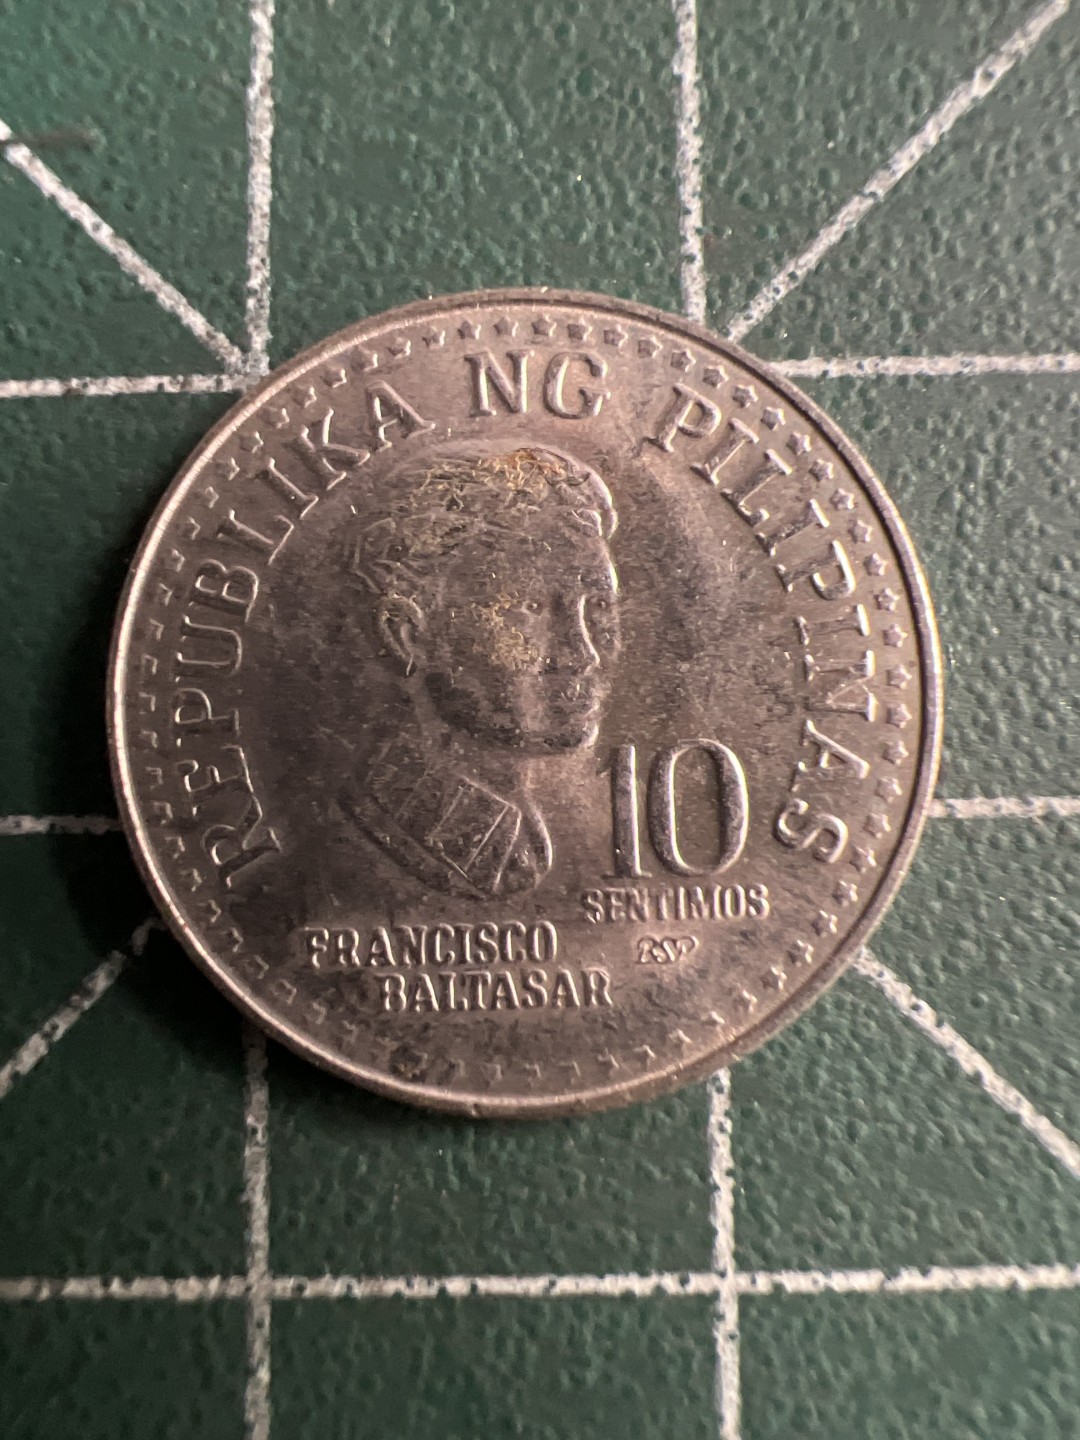 REPUBLIKA NG PILIPINAS
10
SENTIMOS
FRANCISCO
BALTASAR